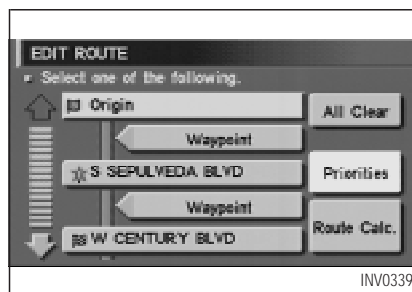 EDIT ROUTE
Select one of the following.
Origin
All Clear
Waypoint
S SEPULVEDA BLVD
Priorities
Waypoint
Route Calc.
W CENTURY BLVD
INV0339